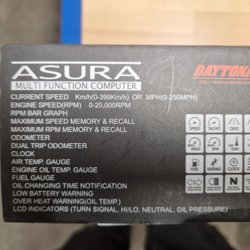 ASURA
DAYTONA
MULTI FUNCTION COMPUTER
CURRENT SPEED Km/h(0-399Km/h) OR MPH(0-250MPH)
ENGINE SPEED(RPM) 0-20,000RPM
RPM BAR GRAPH
MAXIMUM SPEED MEMORY & RECALL
MAXIMUM RPM MEMORY & RECALL
ODOMETER
DUAL TRIP ODOMETER
CLOCK
AIR TEMP. GAUGE
ENGINE OIL TEMP. GAUGE
FUEL GAUGE
OIL CHANGING TIME NOTIFICATION
LOW BATTERY WARNING
OVER HEAT WARNING(OIL TEMP.)
LCD INDICATORS (TURN SIGNAL, HI/LO, NEUTRAL, OIL PRESSURE)